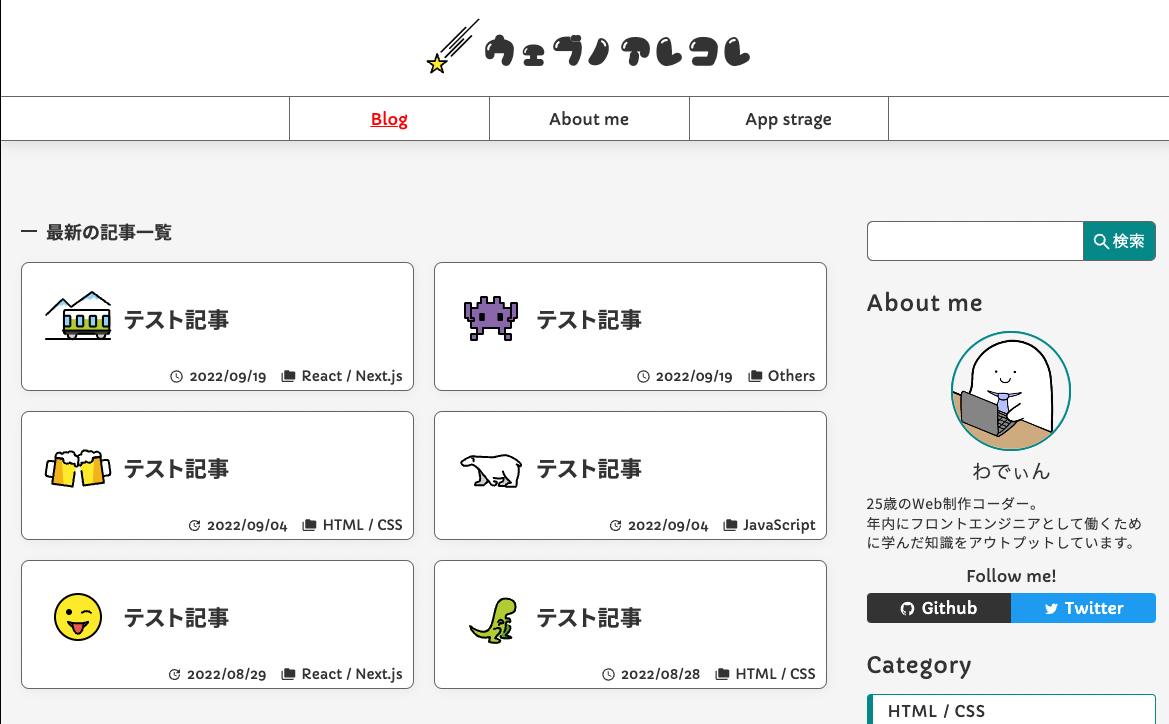 ウェブノアレコレ
Blog
About me
App strage
最新の記事一覧
テスト記事
2022/09/19 React / Next.js
テスト記事
2022/09/19 Others
テスト記事
2022/09/04 HTML / CSS
テスト記事
2022/09/04 JavaScript
テスト記事
2022/08/29 React / Next.js
テスト記事
2022/08/28 HTML / CSS
検索
About me
わでぃん
25歳のWeb制作コーダー。
年内にフロントエンジニアとして働くため
に学んだ知識をアウトプットしています。
Follow me!
Github
Twitter
Category
HTML / CSS